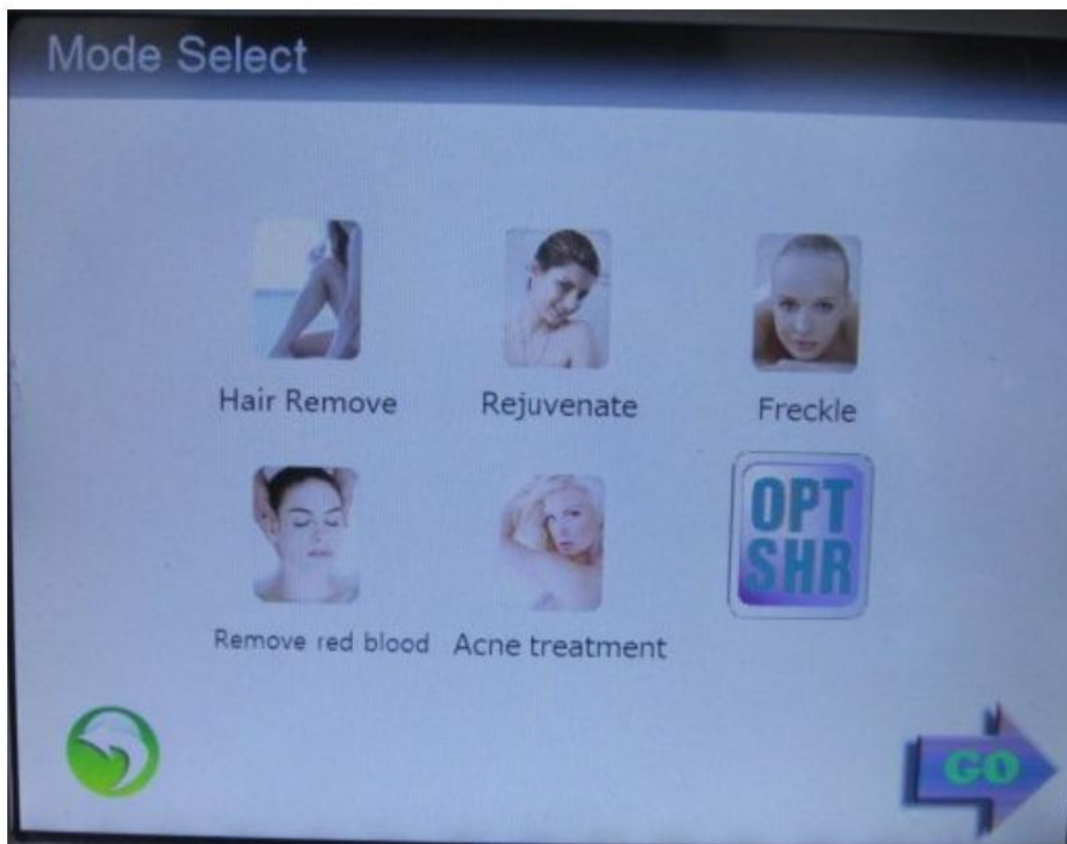 Mode Select
Hair Remove
Rejuvenate
Freckle
Remove red blood
Acne treatment
OPT
SHR
GO